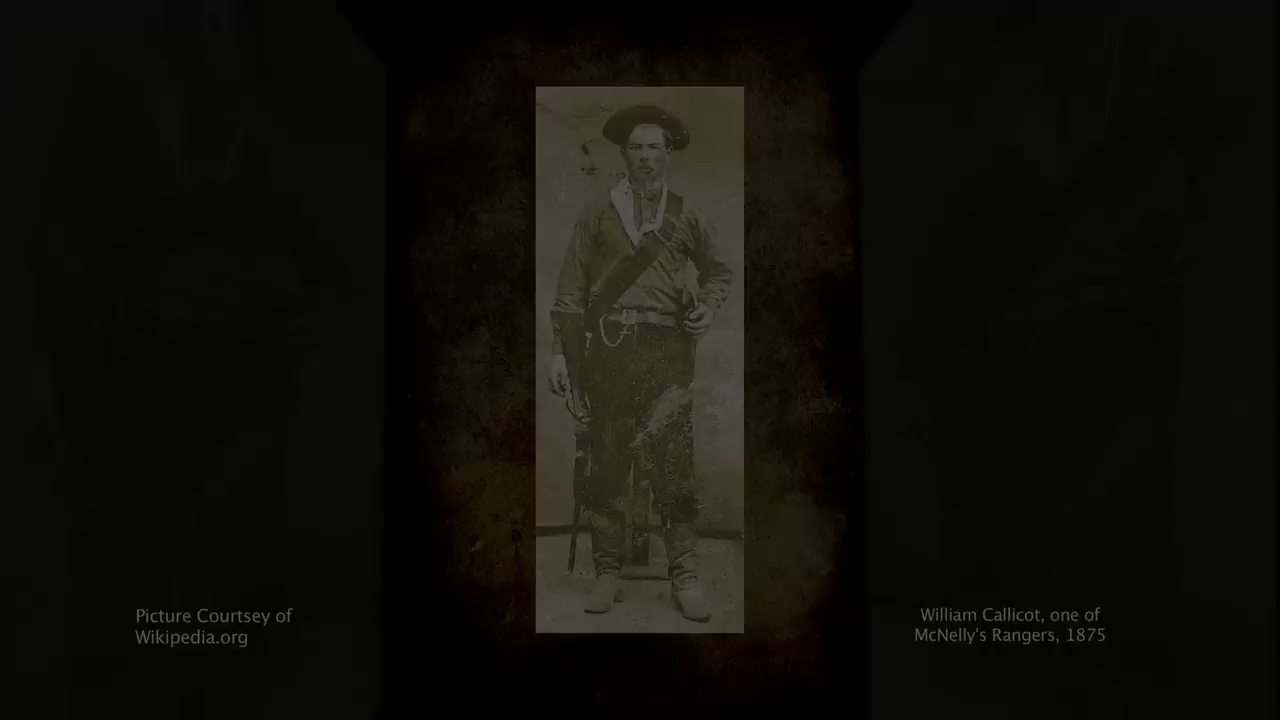 Picture Courtsey of
Wikipedia.org
William Callicot, one of
McNelly's Rangers, 1875